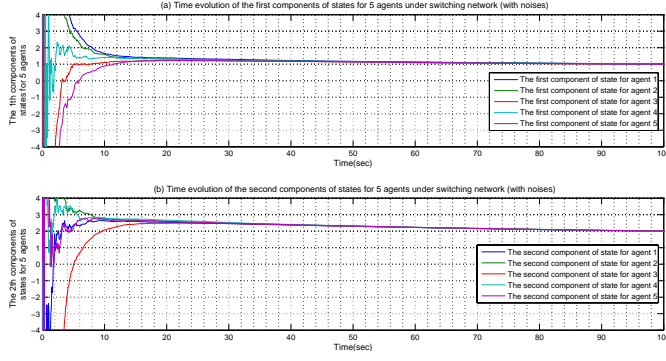 (a) Time evolution of the first components of states for 5 agents under switching network (with noises)
4
3
2
1
0
−1
−2
−3
−4
The 1th components of
states for 5 agents
0 10 20 30 40 50 60 70 80 90 100
Time(sec)
The first component of state for agent 1
The first component of state for agent 2
The first component of state for agent 3
The first component of state for agent 4
The first component of state for agent 5
(b) Time evolution of the second components of states for 5 agents under switching network (with noises)
4
3
2
1
0
−1
−2
−3
−4
The 2th components of
states for 5 agents
0 10 20 30 40 50 60 70 80 90 100
Time(sec)
The second component of state for agent 1
The second component of state for agent 2
The second component of state for agent 3
The second component of state for agent 4
The second component of state for agent 5